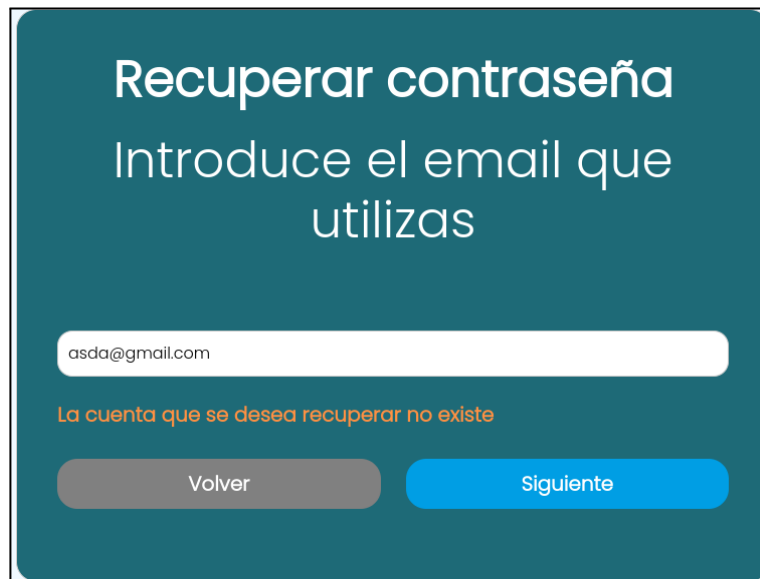 Recuperar contraseña
Introduce el email que
utilizas
asda@gmail.com
La cuenta que se desea recuperar no existe
Volver
Siguiente